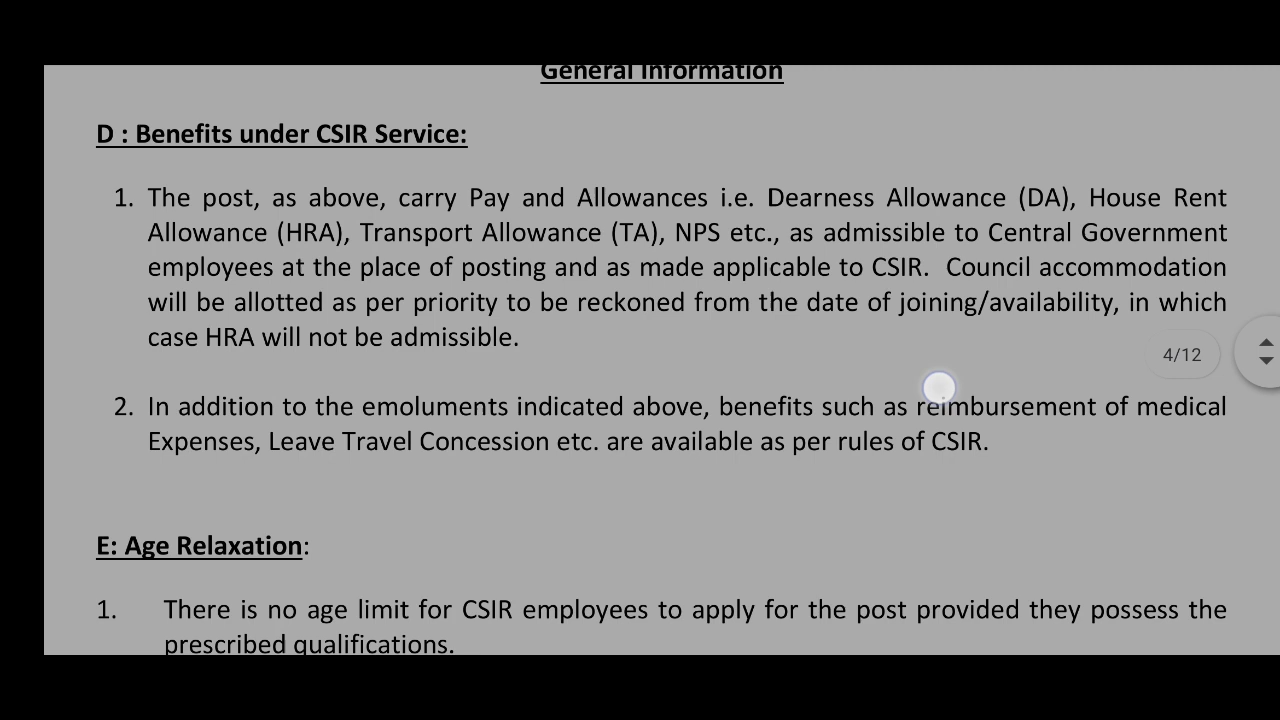 General Information
D : Benefits under CSIR Service:
1. The post, as above, carry Pay and Allowances i.e. Dearness Allowance (DA), House Rent
Allowance (HRA), Transport Allowance (TA), NPS etc., as admissible to Central Government
employees at the place of posting and as made applicable to CSIR. Council accommodation
will be allotted as per priority to be reckoned from the date of joining/availability, in which
case HRA will not be admissible.
4/12
2. In addition to the emoluments indicated above, benefits such as reimbursement of medical
Expenses, Leave Travel Concession etc. are available as per rules of CSIR.
E: Age Relaxation:
1. There is no age limit for CSIR employees to apply for the post provided they possess the
prescribed qualifications.